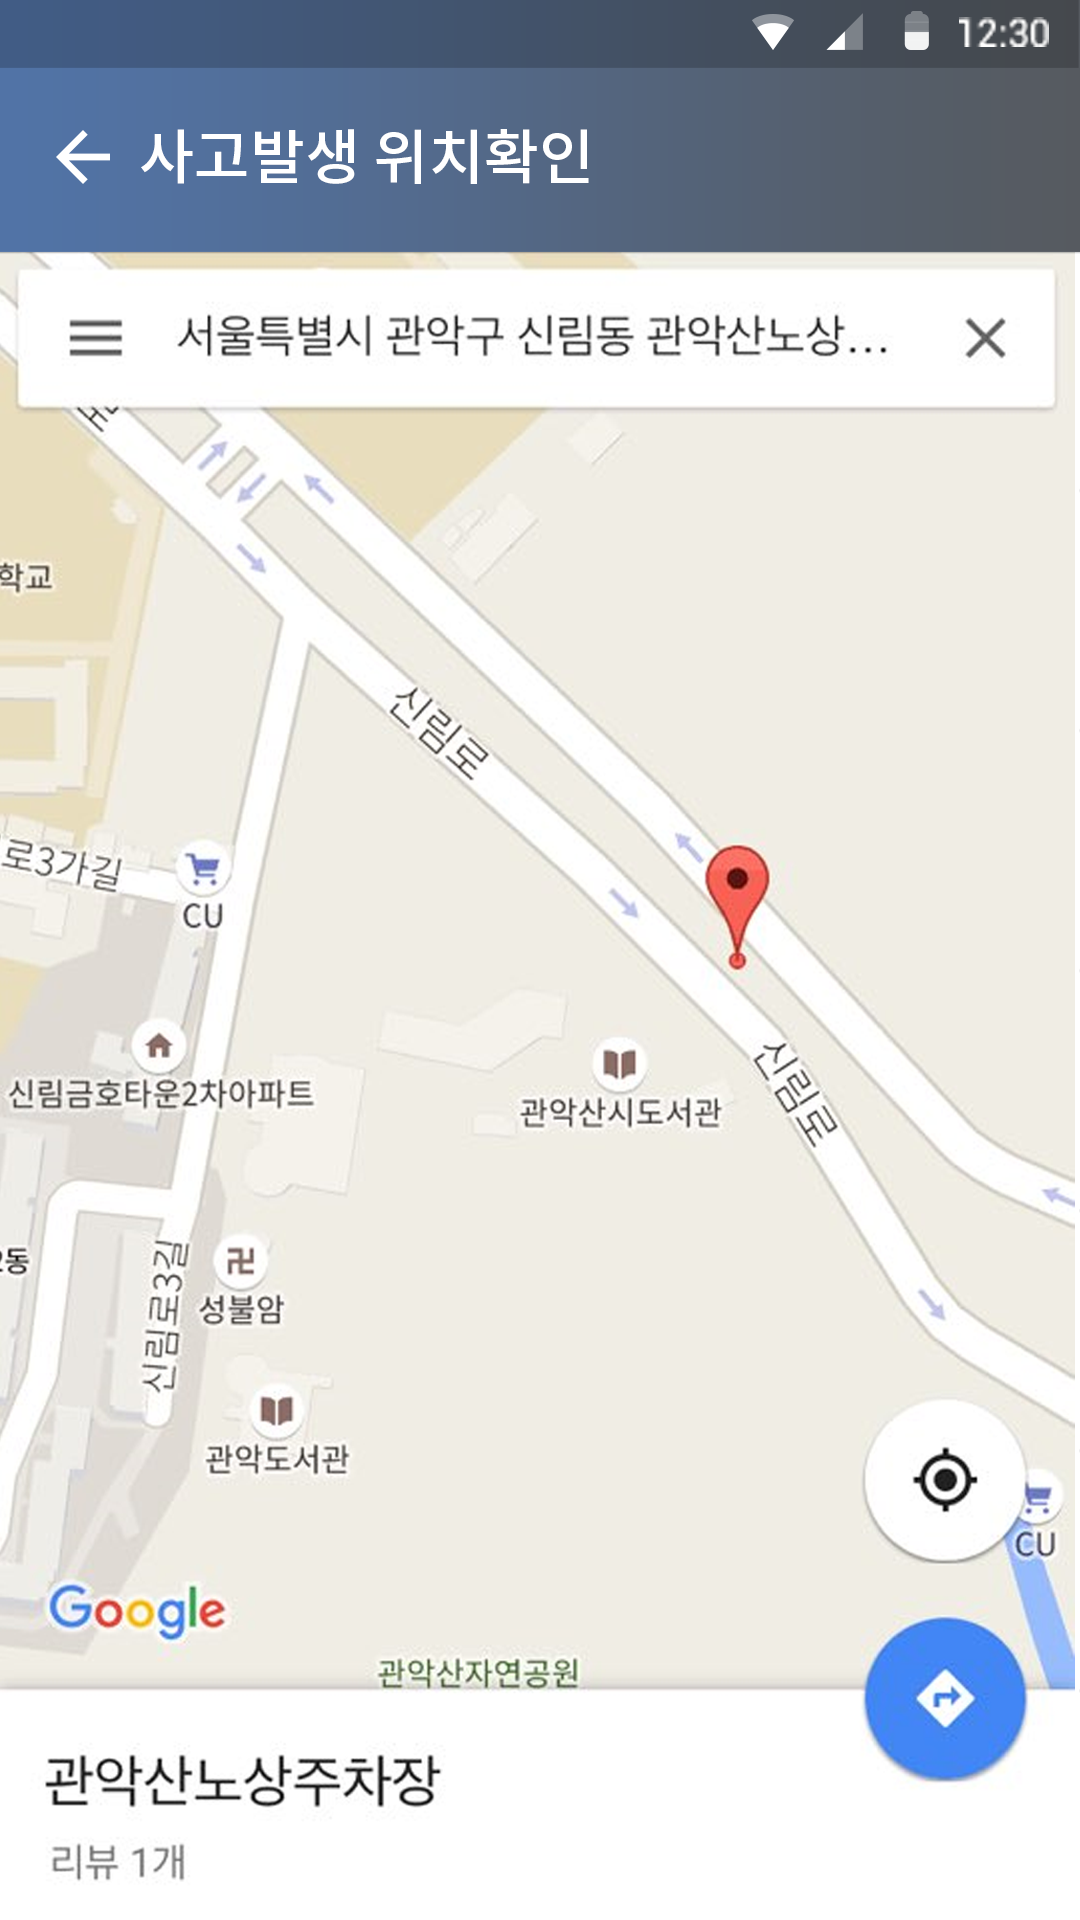 12:30
사고발생 위치확인
서울특별시 관악구 신림동 관악산노상...
로
학교
신림로
로3가길
CU
신림금호타운2차아파트
관악산시도서관
신림로
2동
신림로3길
성불암
관악도서관
CU
Google
관악산자연공원
관악산노상주차장
리뷰 1개